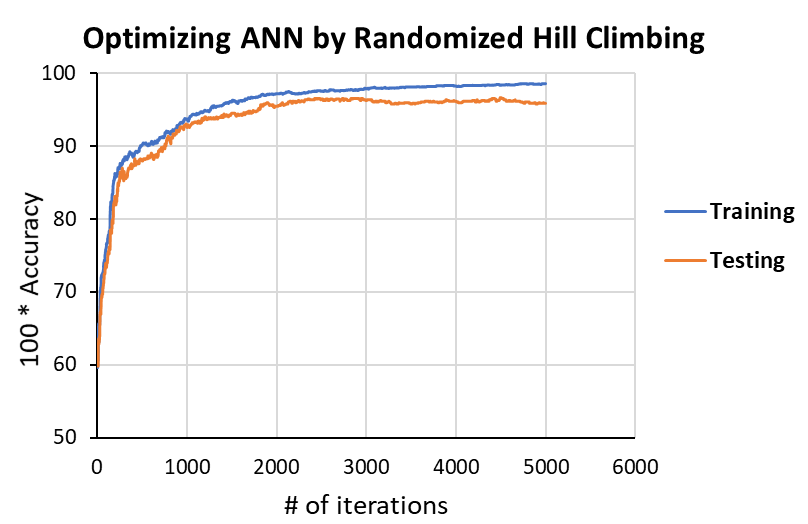 Optimizing ANN by Randomized Hill Climbing
100
90
80
70
60
50
100 * Accuracy
0 1000 2000 3000 4000 5000 6000
# of iterations
Training
Testing